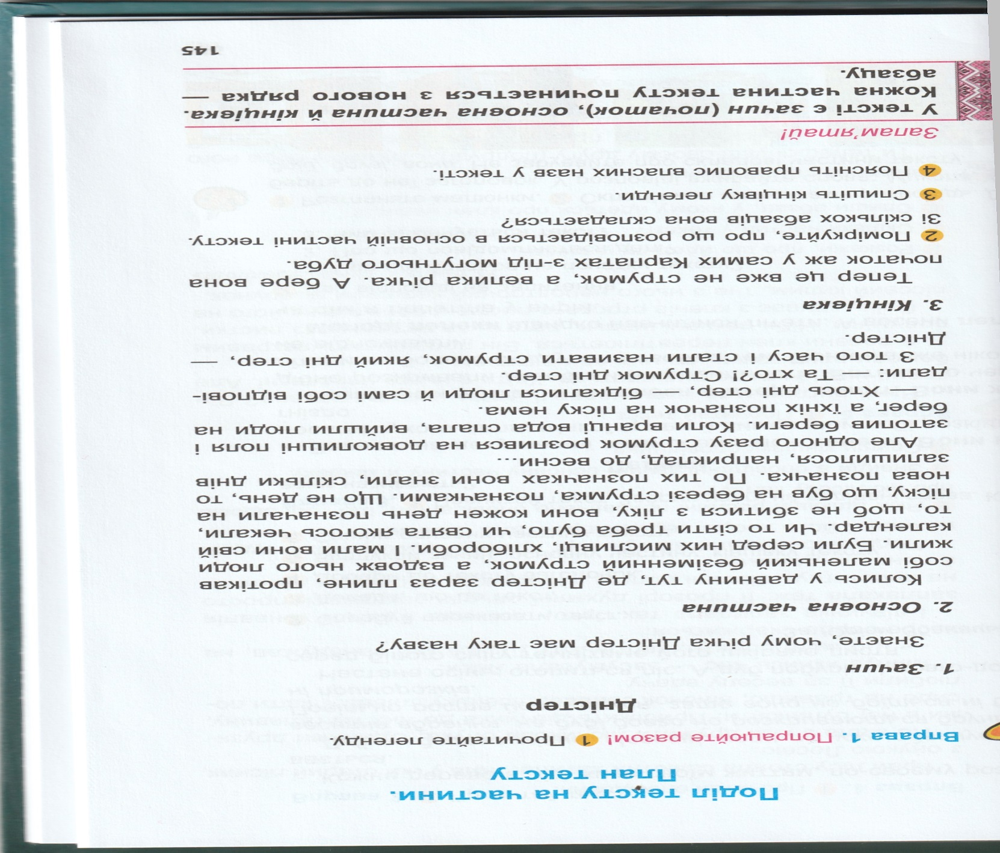 Поділ тексту на частини.
План тексту
Вправа 1. Попрацюйте разом! 1 Прочитайте легенду.
Дністер
1. Зачин
Знаєте, чому річка Дністер має таку назву?
2. Основна частина
Колись у давнину тут, де Дністер зараз плине, протікав
собі маленький безіменний струмок, а вздовж нього люди
жили. Були серед них мисливці, хлібороби. І мали вони свій
календар. Чи то сіяти треба було, чи свята якогось чекали,
то, щоб не збитися з ліку, вони кожен день позначали на
піску, що був на березі струмка, позначками. Що не день, то
нова позначка. По тих позначках вони знали, скільки днів
залишилося, наприклад, до весни...
Але одного разу струмок розлився на довколишні поля і
затопив береги. Коли вранці вода спала, вийшли люди на
берег, а їхніх позначок на піску нема.
— Хтось дні стер, — бідкалися люди й самі собі відпові-
дали: — Та хто?! Струмок дні стер.
З того часу і стали називати струмок, який дні стер, —
Дністер.
3. Кінцівка
Тепер це вже не струмок, а велика річка. А бере вона
початок аж у самих Карпатах з-під могутнього дуба.
2 Поміркуйте, про що розповідається в основній частині тексту.
Зі скількох абзаців вона складається?
3 Спишіть кінцівку легенди.
4 Поясніть правопис власних назв у тексті.
Запам'ятай!
У тексті є зачин (початок), основна частина й кінцівка.
Кожна частина тексту починається з нового рядка —
абзацу.
145